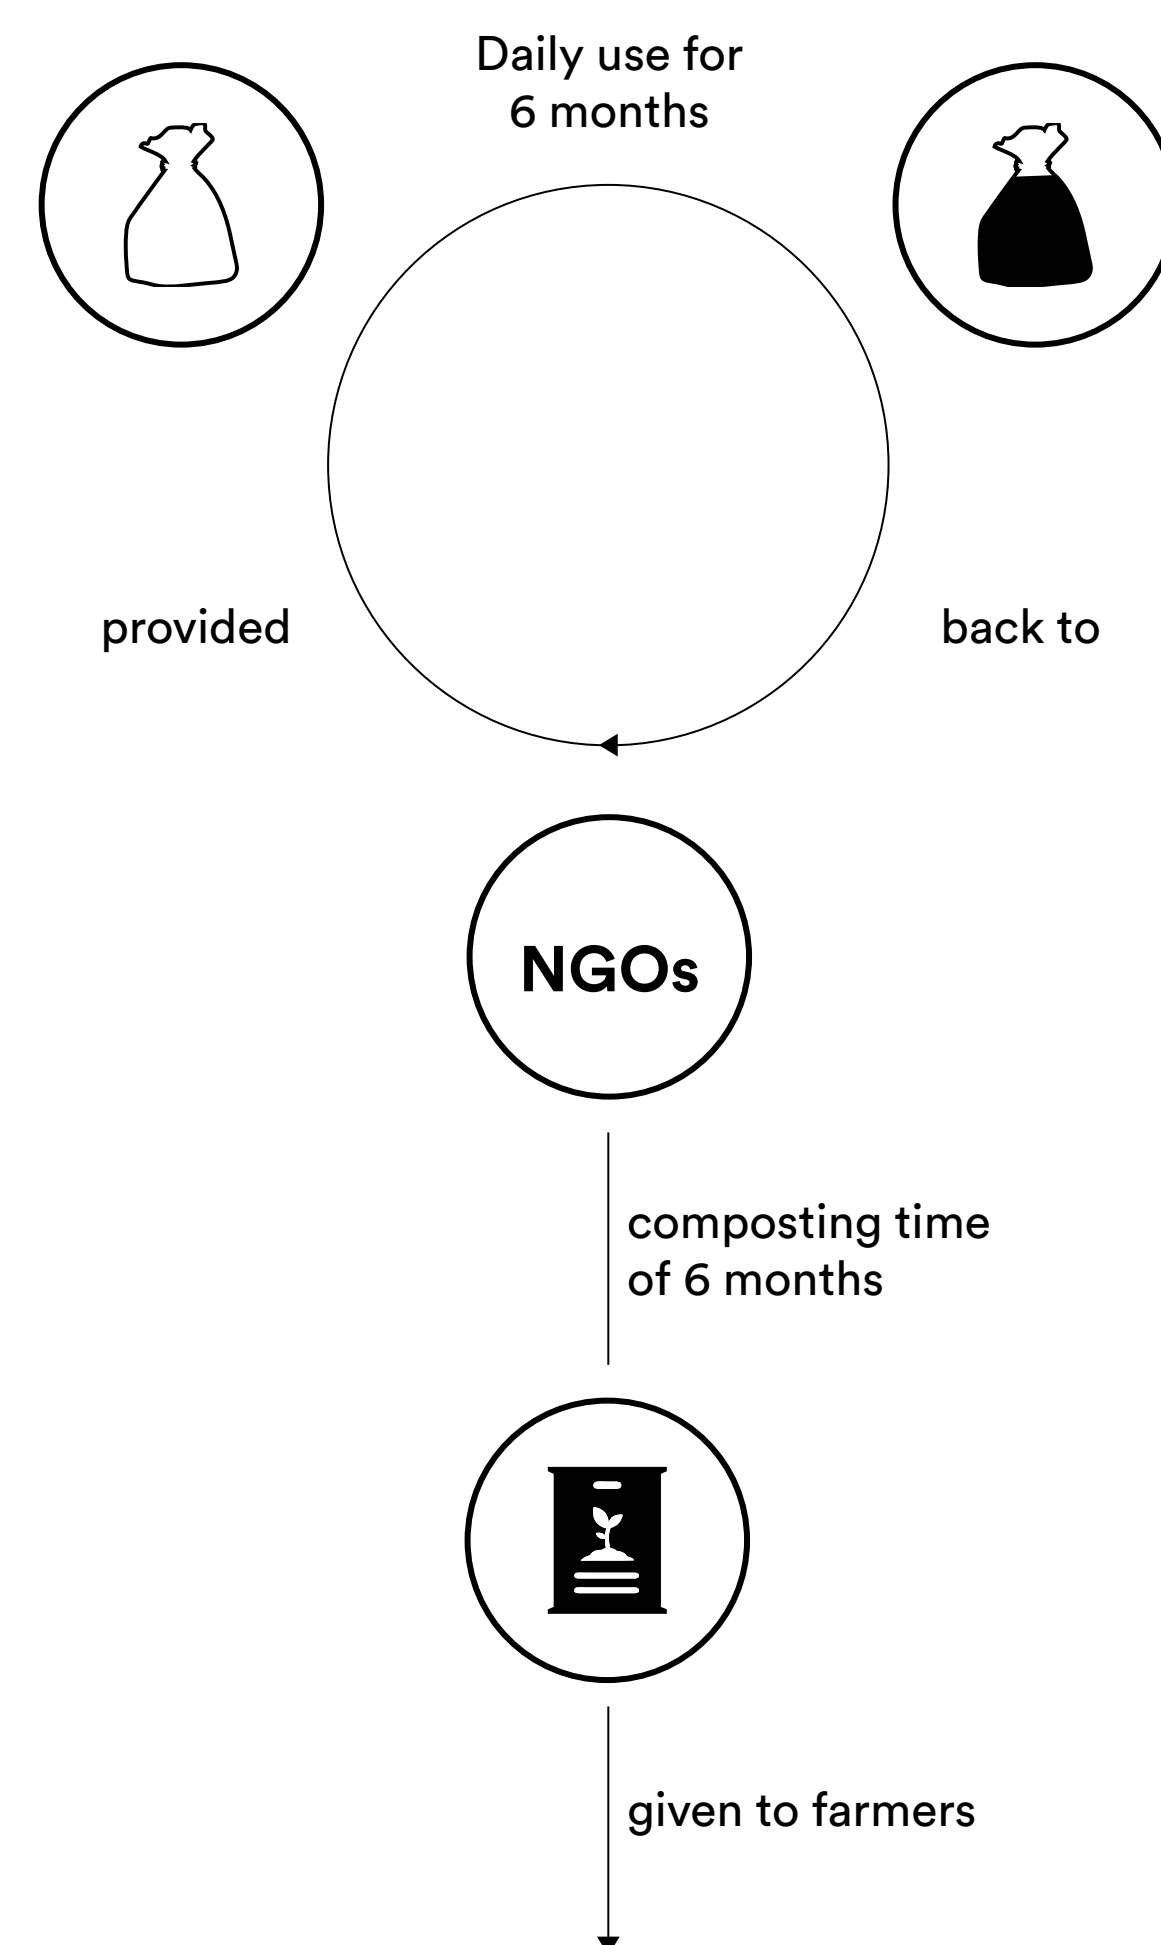 Daily use for
6 months
provided
back to
NGOs
composting time
of 6 months
given to farmers